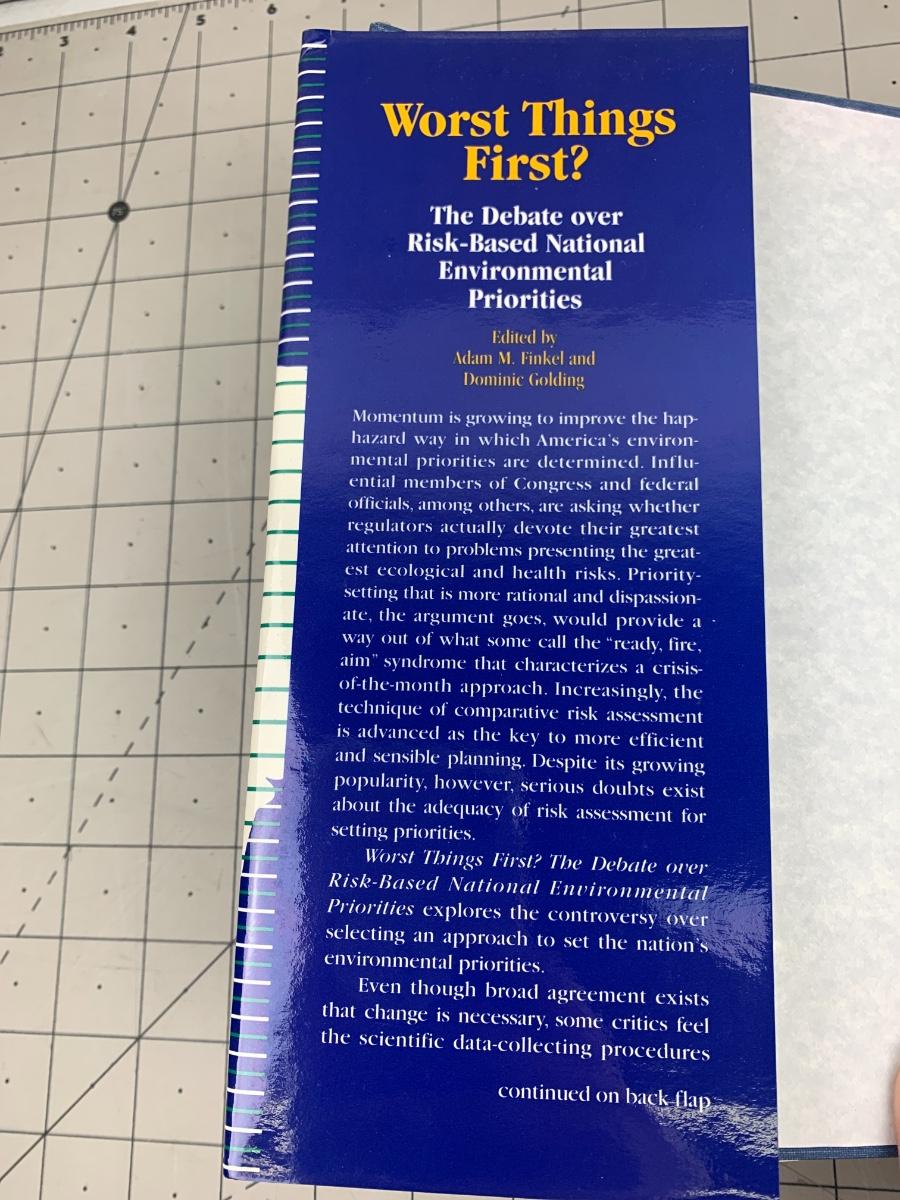 3 4 5 6
Worst Things
First?
The Debate over
Risk-Based National
Environmental
Priorities
Edited by
Adam M. Finkel and
Dominic Golding
Momentum is growing to improve the hap-
hazard way in which America's environ-
mental priorities are determined. Influ-
ential members of Congress and federal
officials, among others, are asking whether
regulators actually devote their greatest
attention to problems presenting the great-
est ecological and health risks. Priority-
setting that is more rational and dispassion-
ate, the argument goes, would provide a
way out of what some call the “ready, fire,
aim” syndrome that characterizes a crisis-
of-the-month approach. Increasingly, the
technique of comparative risk assessment
is advanced as the key to more efficient
and sensible planning. Despite its growing
popularity, however, serious doubts exist
about the adequacy of risk assessment for
setting priorities.
Worst Things First? The Debate over
Risk-Based National Environmental
Priorities explores the controversy over
selecting an approach to set the nation's
environmental priorities.
Even though broad agreement exists
that change is necessary, some critics feel
the scientific data-collecting procedures
continued on back flap